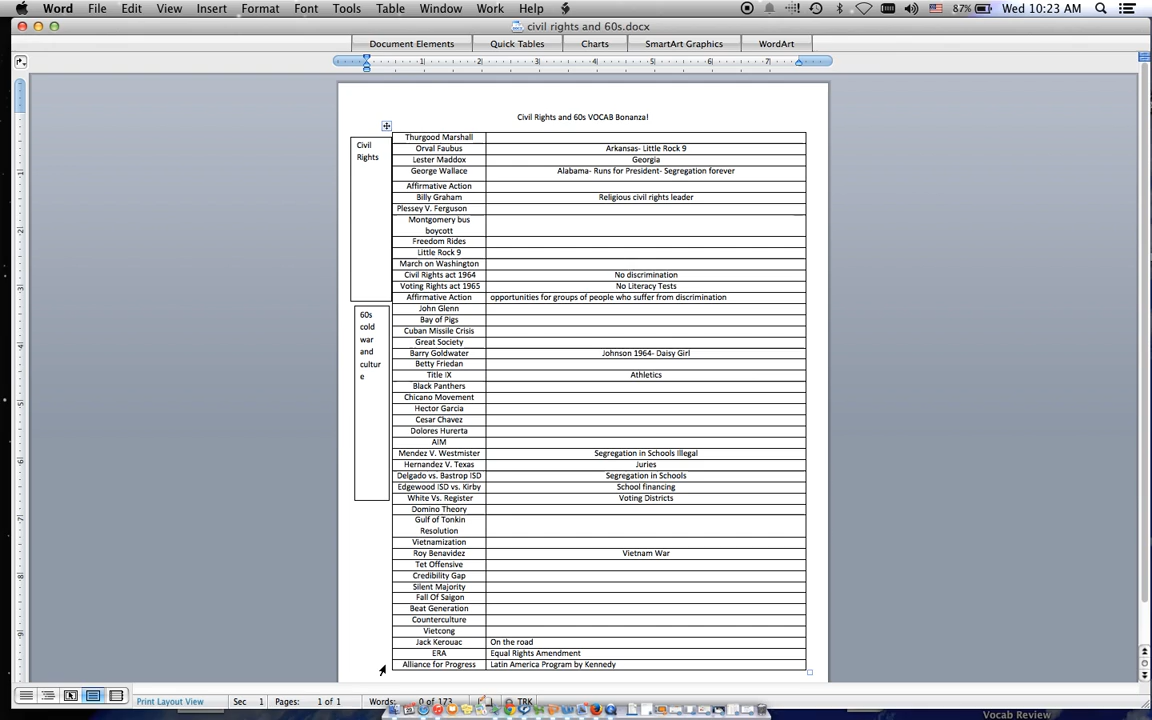 Word File Edit View Insert Format Font Tools Table Window Work Help 87% Wed 10:23 AM
civil rights and 60s.docx
Document Elements Quick Tables Charts SmartArt Graphics WordArt
1 2 3 4 5 6 7
Civil Rights and 60s VOCAB Bonanza!
Civil
Rights
Thurgood Marshall
Orval Faubus Arkansas- Little Rock 9
Lester Maddox Georgia
George Wallace Alabama- Runs for President- Segregation forever
Affirmative Action
Billy Graham Religious civil rights leader
Plessey V. Ferguson
Montgomery bus
boycott
Freedom Rides
Little Rock 9
March on Washington
Civil Rights act 1964 No discrimination
Voting Rights act 1965 No Literacy Tests
Affirmative Action opportunities for groups of people who suffer from discrimination
60s
cold
war
and
cultur
e
John Glenn
Bay of Pigs
Cuban Missile Crisis
Great Society
Barry Goldwater Johnson 1964- Daisy Girl
Betty Friedan
Title IX Athletics
Black Panthers
Chicano Movement
Hector Garcia
Cesar Chavez
Dolores Hurerta
AIM
Mendez V. Westmister Segregation in Schools Illegal
Hernandez V. Texas Juries
Delgado vs. Bastrop ISD Segregation in Schools
Edgewood ISD vs. Kirby School financing
White Vs. Register Voting Districts
Domino Theory
Gulf of Tonkin
Resolution
Vietnamization
Roy Benavidez Vietnam War
Tet Offensive
Credibility Gap
Silent Majority
Fall Of Saigon
Beat Generation
Counterculture
Vietcong
Jack Kerouac On the road
ERA Equal Rights Amendment
Alliance for Progress Latin America Program by Kennedy
Print Layout View Sec 1 Pages: 1 of 1 Words: 0 of 173 TRK
Vocab Review